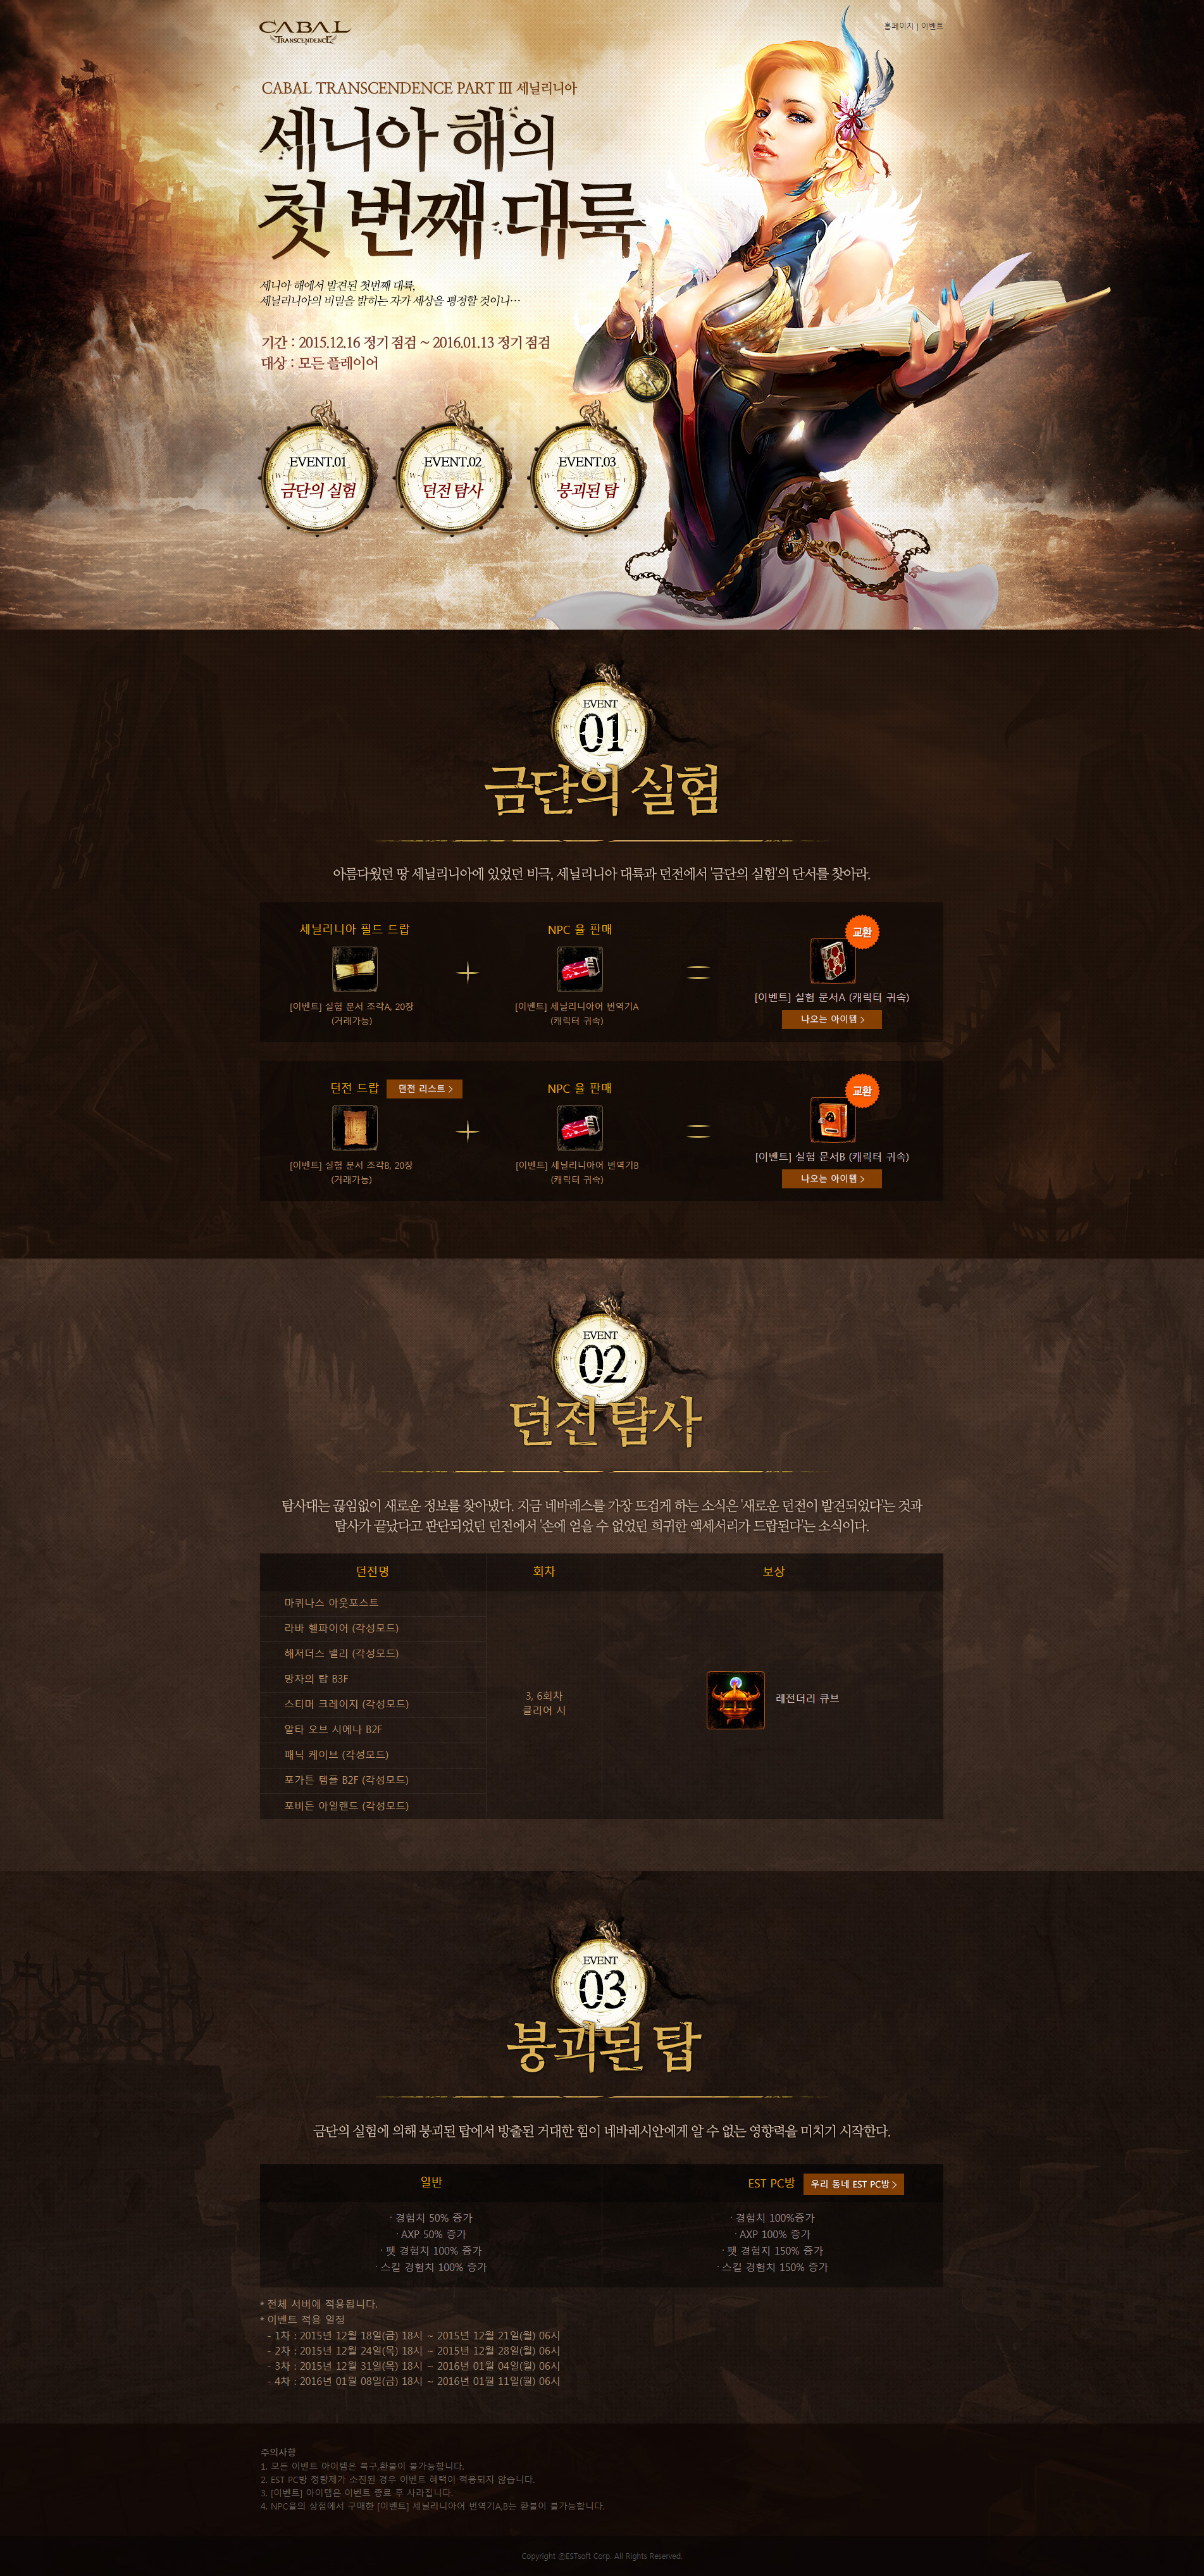 CABAL
TRANSCENDENCE
홈페이지 | 이벤트
CABAL TRANSCENDENCE PART III 세닐리니아
세니아 해의
첫 번째 대륙
세니아 해에서 발견된 첫번째 대륙,
세닐리니아의 비밀을 밝히는 자가 세상을 평정할 것이니…
기간 : 2015.12.16 정기 점검 ~ 2016.01.13 정기 점검
대상 : 모든 플레이어
EVENT.01
금단의 실험
EVENT.02
던전 탐사
EVENT.03
붕괴된 탑
EVENT
01
금단의 실험
아름다웠던 땅 세닐리니아에 있었던 비극, 세닐리니아 대륙과 던전에서 '금단의 실험'의 단서를 찾아라.
세닐리니아 필드 드랍
[이벤트] 실험 문서 조각A, 20장
(거래가능)
NPC 율 판매
[이벤트] 세닐리니아어 번역기A
(캐릭터 귀속)
교환
[이벤트] 실험 문서A (캐릭터 귀속)
나오는 아이템 >
던전 드랍
던전 리스트 >
[이벤트] 실험 문서 조각B, 20장
(거래가능)
NPC 율 판매
[이벤트] 세닐리니아어 번역기B
(캐릭터 귀속)
교환
[이벤트] 실험 문서B (캐릭터 귀속)
나오는 아이템 >
EVENT
02
던전 탐사
탐사대는 끊임없이 새로운 정보를 찾아냈다. 지금 네바레스를 가장 뜨겁게 하는 소식은 '새로운 던전이 발견되었다'는 것과
탐사가 끝났다고 판단되었던 던전에서 '손에 얻을 수 없었던 희귀한 액세서리가 드랍된다'는 소식이다.
던전명 회차 보상
마퀴나스 아웃포스트
라바 헬파이어 (각성모드)
해저더스 밸리 (각성모드)
망자의 탑 B3F
스티머 크레이지 (각성모드)
알타 오브 시에나 B2F
패닉 케이브 (각성모드)
포가튼 템플 B2F (각성모드)
포비든 아일랜드 (각성모드)
3, 6회차
클리어 시
레전더리 큐브
EVENT
03
붕괴된 탑
금단의 실험에 의해 붕괴된 탑에서 방출된 거대한 힘이 네바레시안에게 알 수 없는 영향력을 미치기 시작한다.
일반
· 경험치 50% 증가
· AXP 50% 증가
· 펫 경험치 100% 증가
· 스킬 경험치 100% 증가
EST PC방
우리 동네 EST PC방 >
· 경험치 100%증가
· AXP 100% 증가
· 펫 경험치 150% 증가
· 스킬 경험치 150% 증가
* 전체 서버에 적용됩니다.
* 이벤트 적용 일정
- 1차 : 2015년 12월 18일(금) 18시 ~ 2015년 12월 21일(월) 06시
- 2차 : 2015년 12월 24일(목) 18시 ~ 2015년 12월 28일(월) 06시
- 3차 : 2015년 12월 31일(목) 18시 ~ 2016년 01월 04일(월) 06시
- 4차 : 2016년 01월 08일(금) 18시 ~ 2016년 01월 11일(월) 06시
주의사항
1. 모든 이벤트 아이템은 복구,환불이 불가능합니다.
2. EST PC방 정량제가 소진된 경우 이벤트 혜택이 적용되지 않습니다.
3. [이벤트] 아이템은 이벤트 종료 후 사라집니다.
4. NPC율의 상점에서 구매한 [이벤트] 세닐리니아어 번역기A,B는 환불이 불가능합니다.
Copyright ⓒESTsoft Corp. All Rights Reserved.